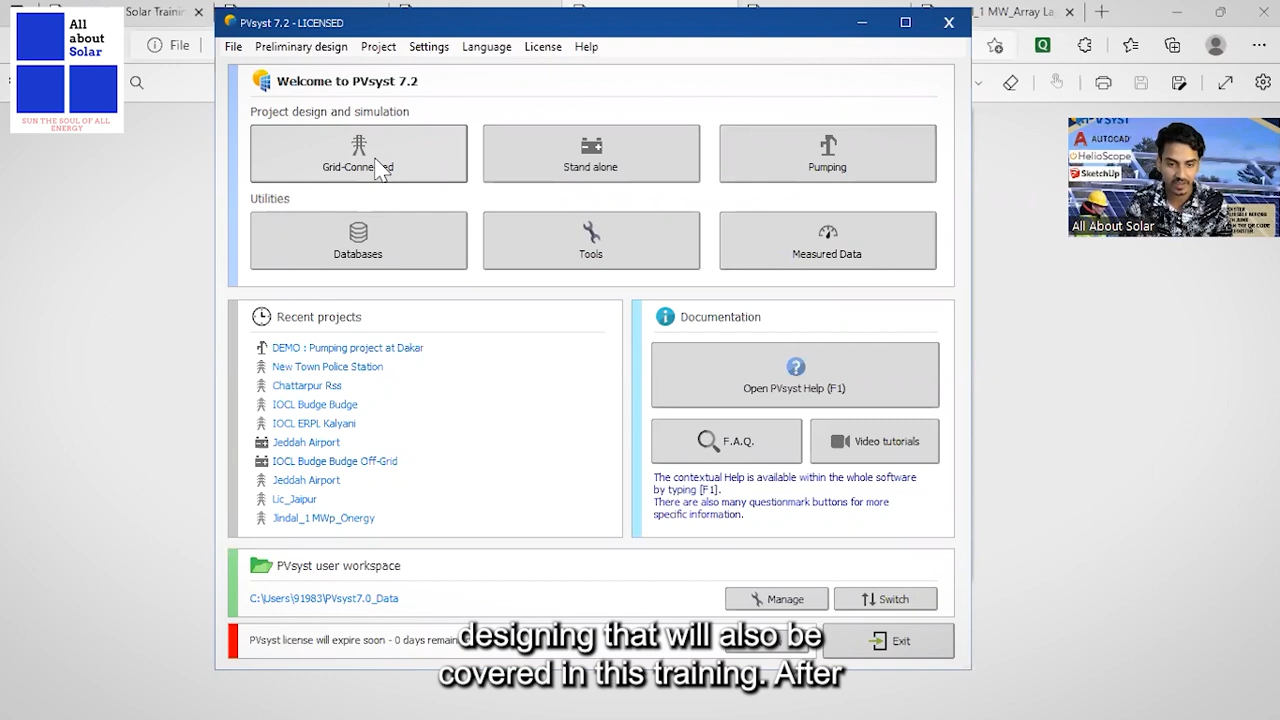 All
about
Solar
SUN THE SOUL OF ALL
ENERGY
Solar Training
_1 MW_Array La
File
PVsyst 7.2 - LICENSED
File Preliminary design Project Settings Language License Help
Welcome to PVsyst 7.2
Project design and simulation
Stand alone
Pumping
Utilities
Databases
Tools
Measured Data
Recent projects
DEMO : Pumping project at Dakar
New Town Police Station
Chattarpur Rss
IOCL Budge Budge
IOCL ERPL Kalyani
Jeddah Airport
IOCL Budge Budge Off-Grid
Jeddah Airport
Lic_Jaipur
Jindal_1 MWp_Onergy
Documentation
Open PVsyst Help (F1)
F.A.Q.
Video tutorials
The contextual Help is available within the whole software
by typing [F1].
There are also many questionmark buttons for more
specific information.
PVsyst user workspace
C:\Users\91983\PVsyst7.0_Data
Manage
Switch
PVsyst license will expire soon - 0 days
Exit
AUTOCAD
HelioScope
SketchUp
All About Solar
designing that will also be
covered in this training. After